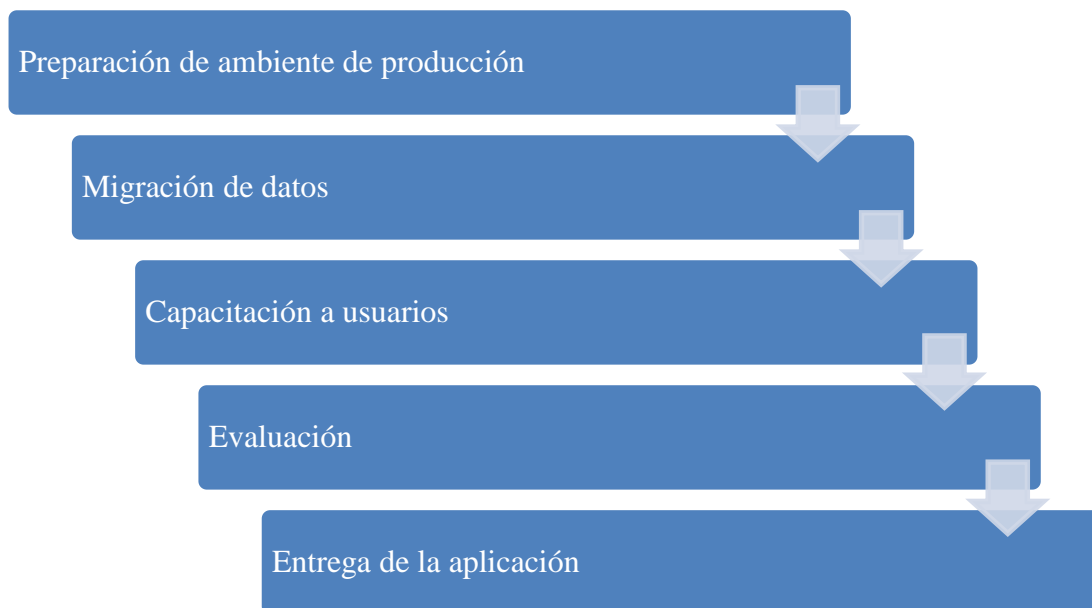 Preparación de ambiente de producción
Migración de datos
Capacitación a usuarios
Evaluación
Entrega de la aplicación